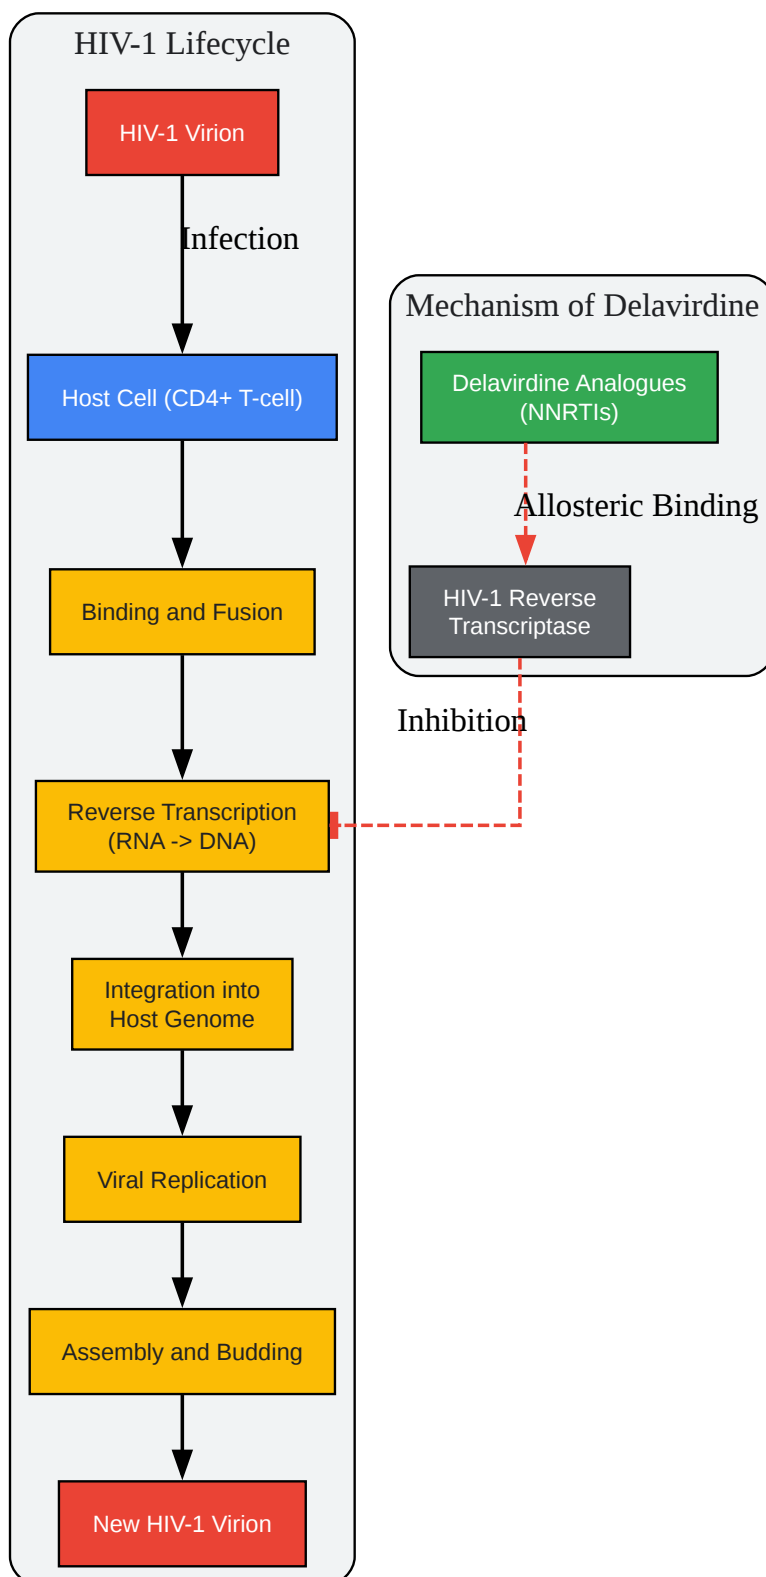 HIV-1 Lifecycle
HIV-1 Virion
Infection
Host Cell (CD4+ T-cell)
Binding and Fusion
Reverse Transcription
(RNA -> DNA)
Integration into
Host Genome
Viral Replication
Assembly and Budding
New HIV-1 Virion
Mechanism of Delavirdine
Delavirdine Analogues
(NNRTIs)
Allosteric Binding
HIV-1 Reverse
Transcriptase
Inhibition